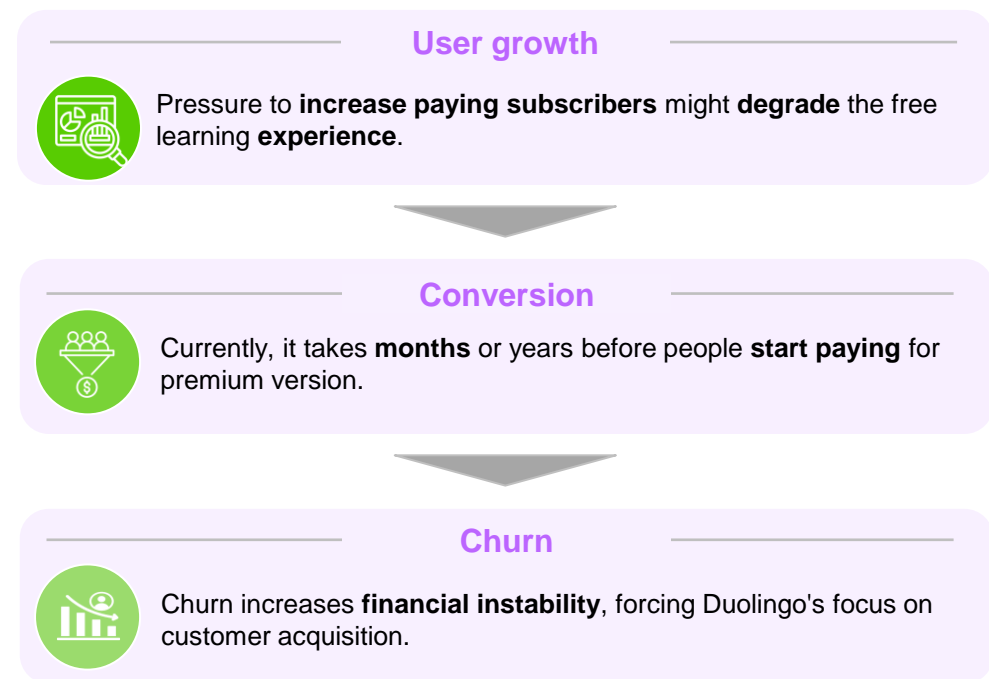 User growth
Pressure to increase paying subscribers might degrade the free
learning experience.
Conversion
Currently, it takes months or years before people start paying for
premium version.
Churn
Churn increases financial instability, forcing Duolingo's focus on
customer acquisition.